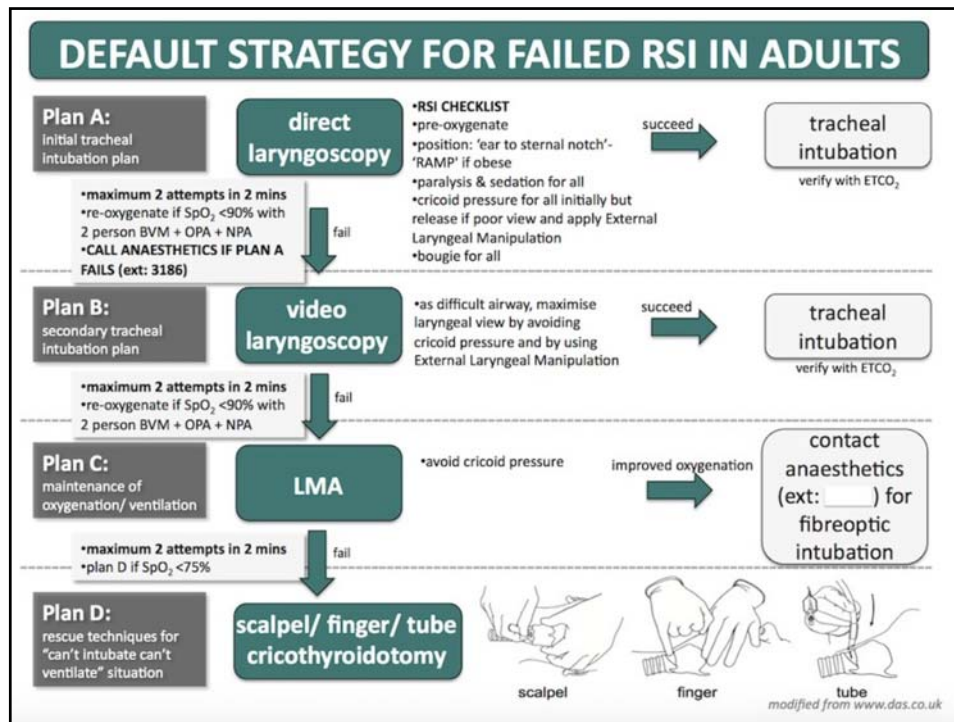 DEFAULT STRATEGY FOR FAILED RSI IN ADULTS
Plan A:
initial tracheal
intubation plan
direct
laryngoscopy
•RSI CHECKLIST
•pre-oxygenate
•position: 'ear to sternal notch'-
'RAMP' if obese
•paralysis & sedation for all
•cricoid pressure for all initially but
release if poor view and apply External
Laryngeal Manipulation
•bougie for all
succeed
tracheal
intubation
verify with ETCO₂
•maximum 2 attempts in 2 mins
•re-oxygenate if SpO₂ <90% with
2 person BVM + OPA + NPA
•CALL ANAESTHETICS IF PLAN A
FAILS (ext: 3186)
fail
Plan B:
secondary tracheal
intubation plan
video
laryngoscopy
•as difficult airway, maximise
laryngeal view by avoiding
cricoid pressure and by using
External Laryngeal Manipulation
succeed
tracheal
intubation
verify with ETCO₂
•maximum 2 attempts in 2 mins
•re-oxygenate if SpO₂ <90% with
2 person BVM + OPA + NPA
fail
Plan C:
maintenance of
oxygenation/ ventilation
LMA
•avoid cricoid pressure
improved oxygenation
contact
anaesthetics
(ext: ) for
fibreoptic
intubation
•maximum 2 attempts in 2 mins
•plan D if SpO₂ <75%
fail
Plan D:
rescue techniques for
"can't intubate can't
ventilate" situation
scalpel/ finger/ tube
cricothyroidotomy
scalpel
finger
tube
modified from www.das.co.uk